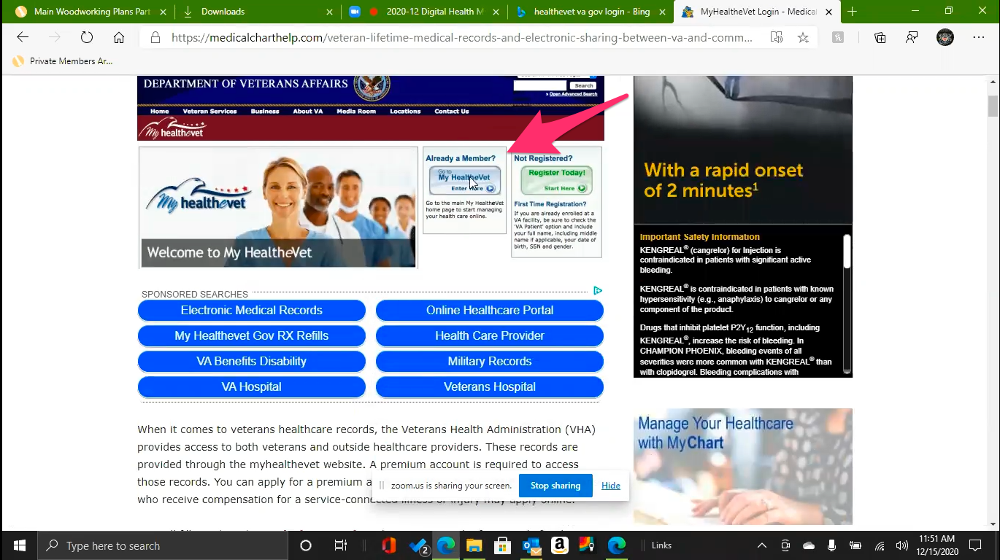 Main Woodworking Plans Part
Downloads
2020-12 Digital Health M
healthevet va gov login - Bing
MyHealtheVet Login - Medical
https://medicalcharthelp.com/veteran-lifetime-medical-records-and-electronic-sharing-between-va-and-comm...
Private Members Ar...
DEPARTMENT OF VETERANS AFFAIRS
Search
» Open Advanced Search
Home
Veteran Services
Business
About VA
Media Room
Locations
Contact Us
My healthevet
My healthevet
Welcome to My HealtheVet
Already a Member?
Go to
My HealtheVet
Enter Here
Go to the main My HealtheVet
home page to start managing
your health care online.
Not Registered?
Register Today!
Start Here
First Time Registration?
If you are already enrolled at a
VA facility, be sure to check the
'VA Patient' option and include
your full name, including middle
name if applicable, your date of
birth, SSN and gender.
SPONSORED SEARCHES
Electronic Medical Records
Online Healthcare Portal
My Healthevet Gov RX Refills
Health Care Provider
VA Benefits Disability
Military Records
VA Hospital
Veterans Hospital
When it comes to veterans healthcare records, the Veterans Health Administration (VHA)
provides access to both veterans and outside healthcare providers. These records are
provided through the myhealthevet website. A premium account is required to access
those records. You can apply for a premium a
who receive compensation for a service-connected illness or injury may apply online.
With a rapid onset
of 2 minutes¹
Important Safety Information
KENGREAL® (cangrelor) for Injection is
contraindicated in patients with significant active
bleeding.
KENGREAL® is contraindicated in patients with known
hypersensitivity (e.g., anaphylaxis) to cangrelor or any
component of the product.
Drugs that inhibit platelet P2Y12 function, including
KENGREAL®, increase the risk of bleeding. In
CHAMPION PHOENIX, bleeding events of all
severities were more common with KENGREAL® than
with clopidogrel. Bleeding complications with
Manage Your Healthcare
with MyChart
zoom.us is sharing your screen.
Stop sharing
Hide
Type here to search
2
Links
11:51 AM
12/15/2020